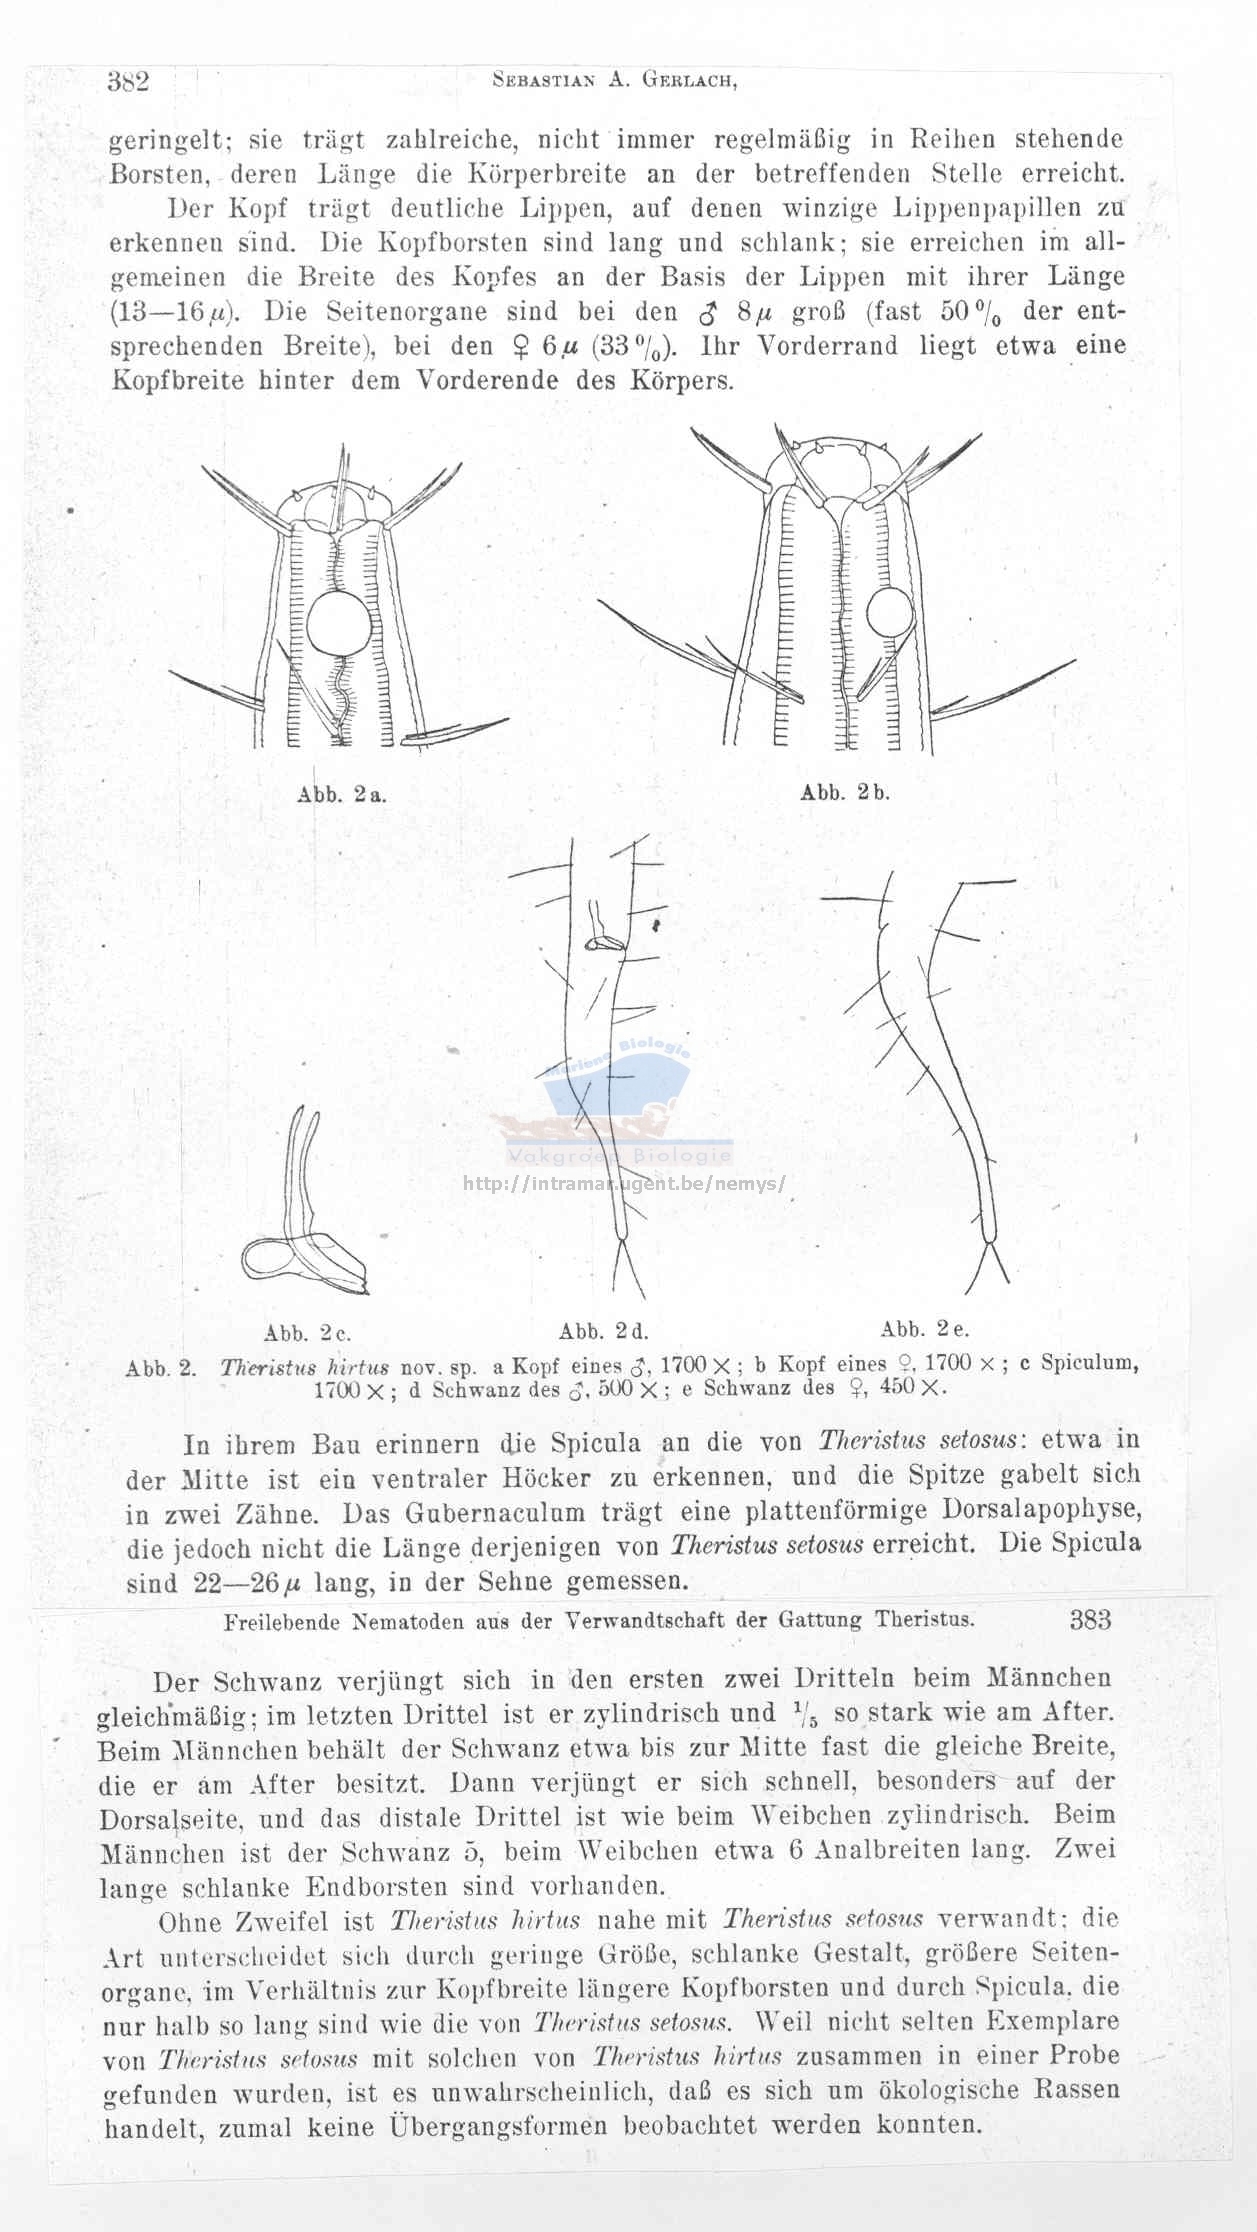 382
SEBASTIAN A. GERLACH,
geringelt; sie trägt zahlreiche, nicht immer regelmäßig in Reihen stehende
Borsten, deren Länge die Körperbreite an der betreffenden Stelle erreicht.
Der Kopf trägt deutliche Lippen, auf denen winzige Lippenpapillen zu
erkennen sind. Die Kopfborsten sind lang und schlank; sie erreichen im all-
gemeinen die Breite des Kopfes an der Basis der Lippen mit ihrer Länge
(13—16 µ). Die Seitenorgane sind bei den ♂ 8 µ groß (fast 50 % der ent-
sprechenden Breite), bei den ♀ 6 µ (33 %). Ihr Vorderrand liegt etwa eine
Kopfbreite hinter dem Vorderende des Körpers.
Abb. 2a.
Abb. 2b.
Marine Biologie
Vakgroep Biologie
http://intramar.ugent.be/nemys/
Abb. 2c.
Abb. 2d.
Abb. 2e.
Abb. 2. Theristus hirtus nov. sp. a Kopf eines ♂, 1700 ×; b Kopf eines ♀, 1700 ×; c Spiculum,
1700 ×; d Schwanz des ♂, 500 ×; e Schwanz des ♀, 450 ×.
In ihrem Bau erinnern die Spicula an die von Theristus setosus: etwa in
der Mitte ist ein ventraler Höcker zu erkennen, und die Spitze gabelt sich
in zwei Zähne. Das Gubernaculum trägt eine plattenförmige Dorsalapophyse,
die jedoch nicht die Länge derjenigen von Theristus setosus erreicht. Die Spicula
sind 22—26 µ lang, in der Sehne gemessen.
Freilebende Nematoden aus der Verwandtschaft der Gattung Theristus. 383
Der Schwanz verjüngt sich in den ersten zwei Dritteln beim Männchen
gleichmäßig; im letzten Drittel ist er zylindrisch und 1/5 so stark wie am After.
Beim Männchen behält der Schwanz etwa bis zur Mitte fast die gleiche Breite,
die er am After besitzt. Dann verjüngt er sich schnell, besonders auf der
Dorsalseite, und das distale Drittel ist wie beim Weibchen zylindrisch. Beim
Männchen ist der Schwanz 5, beim Weibchen etwa 6 Analbreiten lang. Zwei
lange schlanke Endborsten sind vorhanden.
Ohne Zweifel ist Theristus hirtus nahe mit Theristus setosus verwandt; die
Art unterscheidet sich durch geringe Größe, schlanke Gestalt, größere Seiten-
organe, im Verhältnis zur Kopfbreite längere Kopfborsten und durch Spicula, die
nur halb so lang sind wie die von Theristus setosus. Weil nicht selten Exemplare
von Theristus setosus mit solchen von Theristus hirtus zusammen in einer Probe
gefunden wurden, ist es unwahrscheinlich, daß es sich um ökologische Rassen
handelt, zumal keine Übergangsformen beobachtet werden konnten.